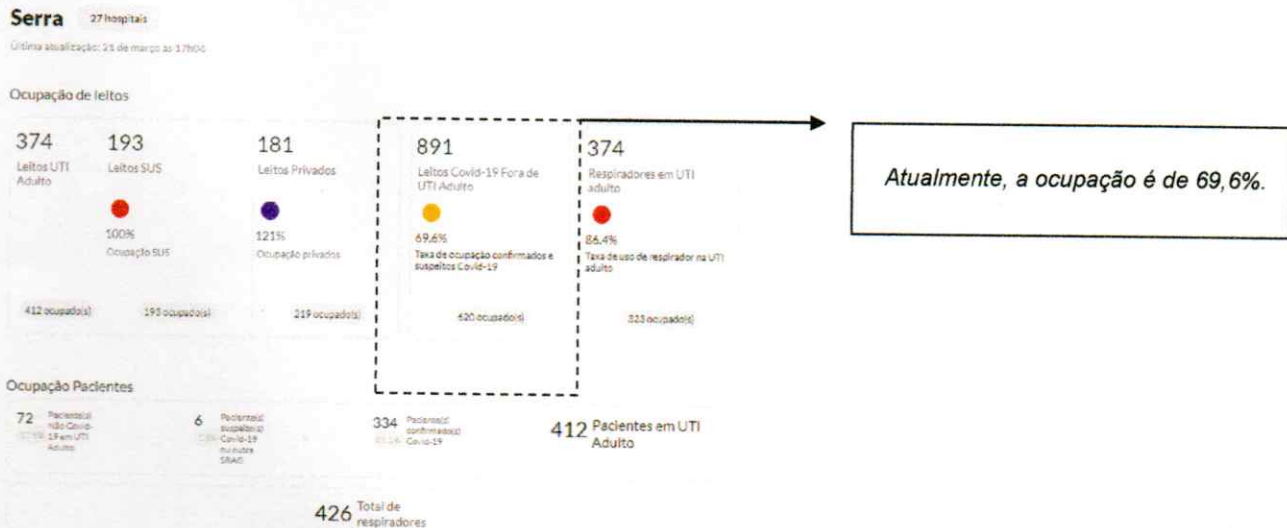 Serra 27 hospitais
Última atualização: 21 de março às 17h04
Ocupação de leitos
374
Leitos UTI
Adulto
412 ocupado(s)
193
Leitos SUS
100%
Ocupação SUS
193 ocupado(s)
181
Leitos Privados
121%
Ocupação privados
219 ocupado(s)
891
Leitos Covid-19 Fora de
UTI Adulto
69.6%
Taxa de ocupação confirmados e
suspeitos Covid-19
620 ocupado(s)
374
Respiradores em UTI
adulto
86.4%
Taxa de uso de respirador na UTI
adulto
323 ocupado(s)
Atualmente, a ocupação é de 69,6%.
Ocupação Pacientes
72
Paciente(s)
Não Covid-
19 em UTI
Adulto
6
Paciente(s)
suspeito(s)
Covid-19
ou outra
SRAG
334
Paciente(s)
confirmado(s)
Covid-19
412 Pacientes em UTI
Adulto
426 Total de
respiradores